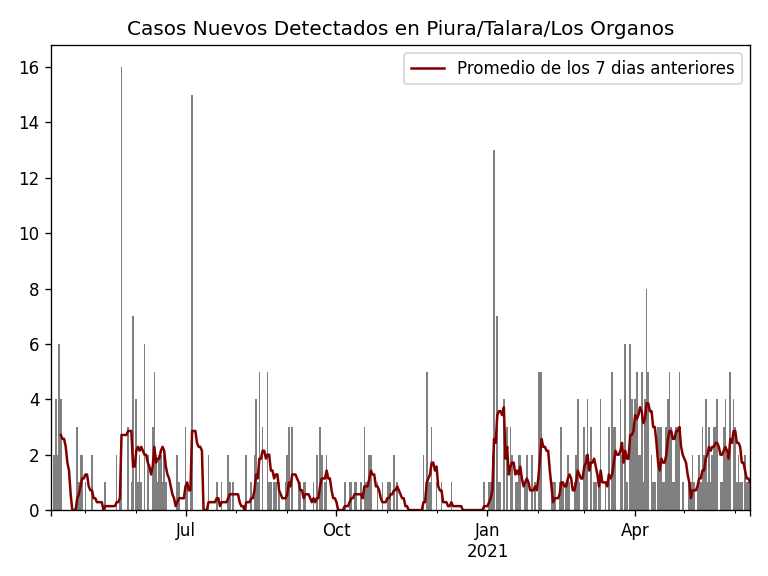 Casos Nuevos Detectados en Piura/Talara/Los Organos
Promedio de los 7 dias anteriores
16
14
12
10
8
6
4
2
0
Jul
Oct
Jan
2021
Apr